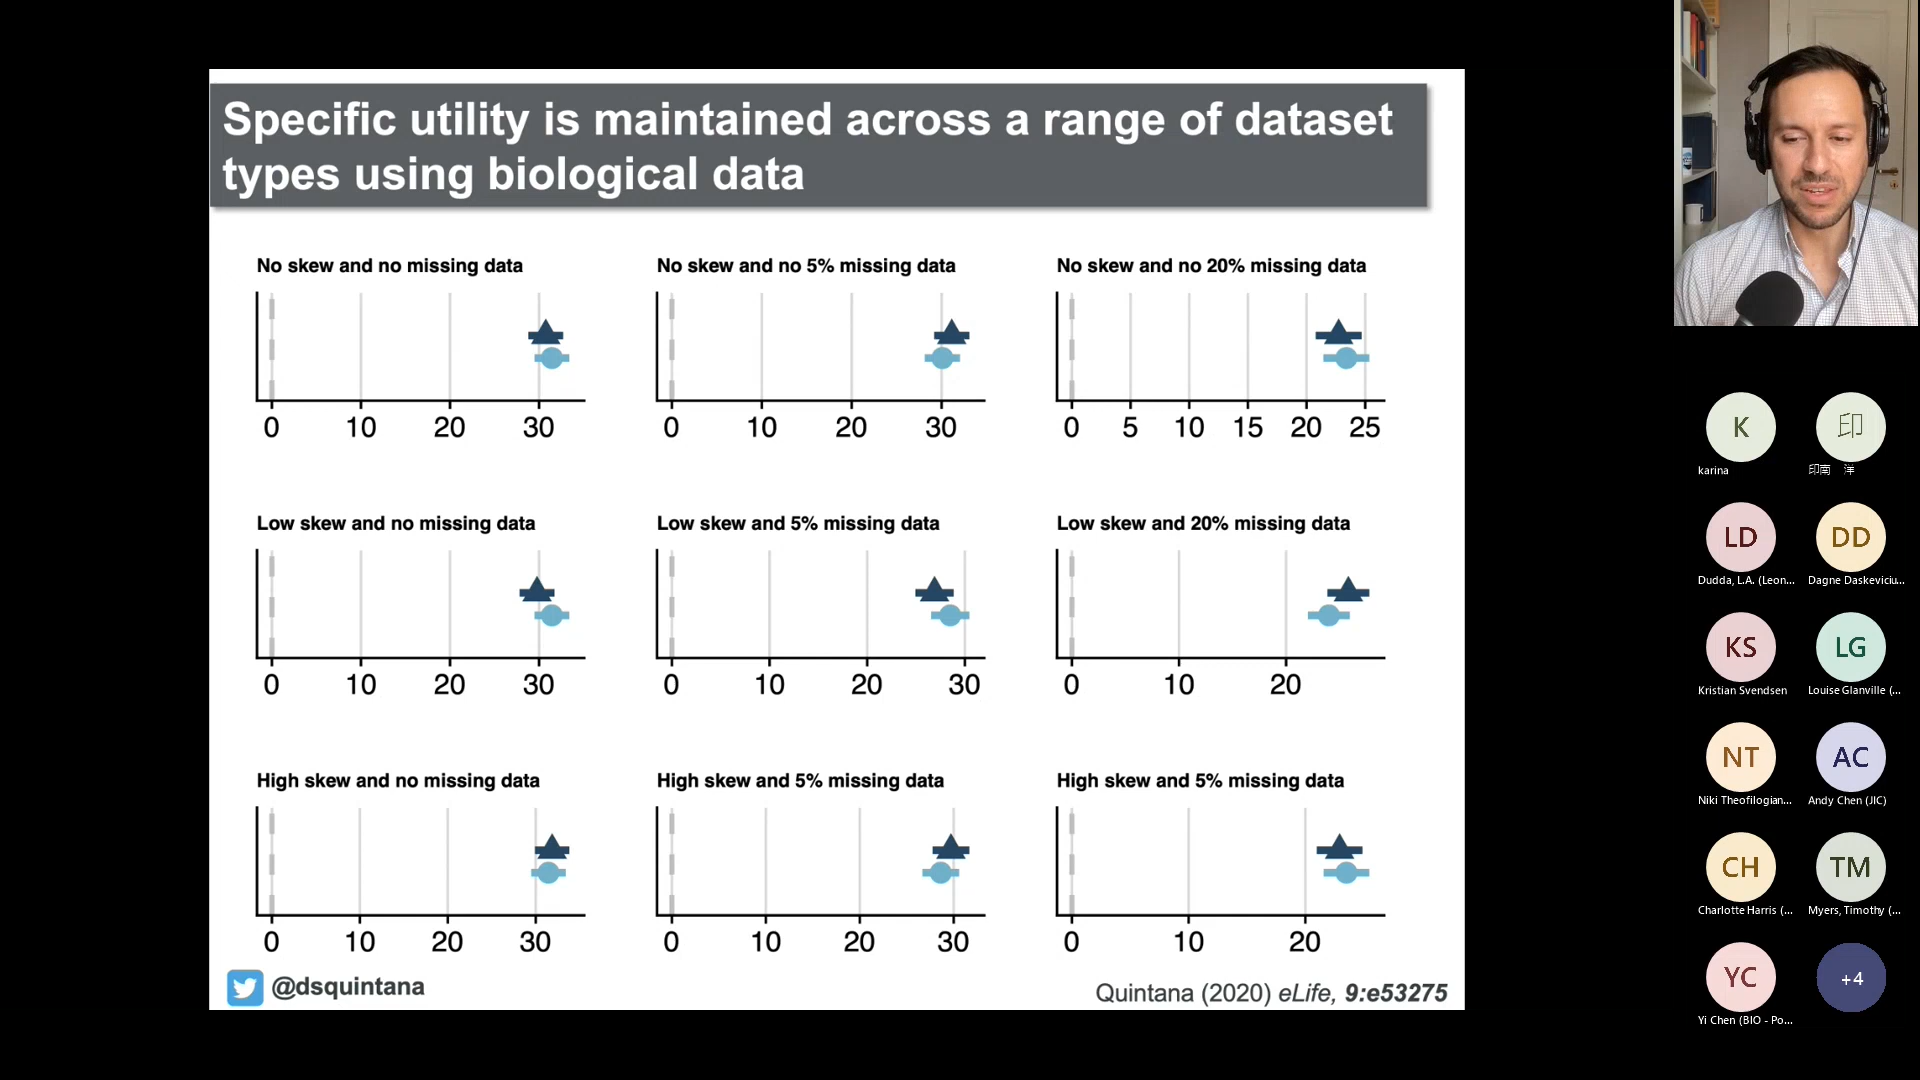 Specific utility is maintained across a range of dataset
types using biological data
No skew and no missing data
No skew and no 5% missing data
No skew and no 20% missing data
0 10 20 30
0 10 20 30
0 5 10 15 20 25
Low skew and no missing data
Low skew and 5% missing data
Low skew and 20% missing data
0 10 20 30
0 10 20 30
0 10 20
High skew and no missing data
High skew and 5% missing data
High skew and 5% missing data
0 10 20 30
0 10 20 30
0 10 20
@dsquintana
Quintana (2020) eLife, 9:e53275
K
印
karina
印南 洋
LD
DD
Dudda, L.A. (Leon...
Dagne Daskeviciu...
KS
LG
Kristian Svendsen
Louise Glanville (...
NT
AC
Niki Theofilogian...
Andy Chen (JIC)
CH
TM
Charlotte Harris (...
Myers, Timothy (...
YC
+4
Yi Chen (BIO - Po...